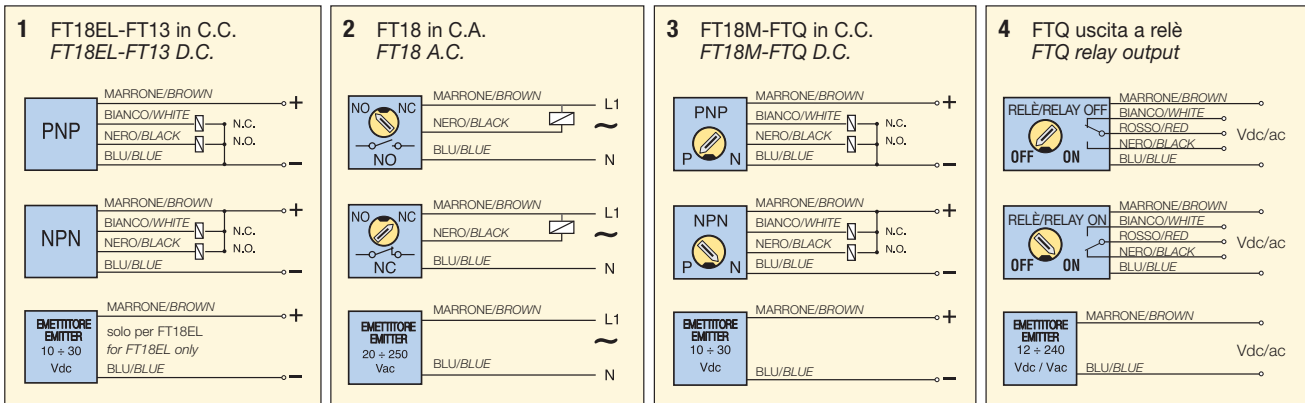 1 FT18EL-FT13 in C.C.
FT18EL-FT13 D.C.
PNP
MARRONE/BROWN
+
BIANCO/WHITE
N.C.
NERO/BLACK
N.O.
BLU/BLUE
−
NPN
MARRONE/BROWN
+
BIANCO/WHITE
N.C.
NERO/BLACK
N.O.
BLU/BLUE
−
EMETTITORE
EMITTER
10 ÷ 30
Vdc
MARRONE/BROWN
+
solo per FT18EL
for FT18EL only
BLU/BLUE
−
2 FT18 in C.A.
FT18 A.C.
NO NC
NO
MARRONE/BROWN
L1
NERO/BLACK
~
BLU/BLUE
N
NO NC
NC
MARRONE/BROWN
L1
NERO/BLACK
~
BLU/BLUE
N
EMETTITORE
EMITTER
20 ÷ 250
Vac
MARRONE/BROWN
L1
~
BLU/BLUE
N
3 FT18M-FTQ in C.C.
FT18M-FTQ D.C.
PNP
P N
MARRONE/BROWN
+
BIANCO/WHITE
N.C.
NERO/BLACK
N.O.
BLU/BLUE
−
NPN
P N
MARRONE/BROWN
+
BIANCO/WHITE
N.C.
NERO/BLACK
N.O.
BLU/BLUE
−
EMETTITORE
EMITTER
10 ÷ 30
Vdc
MARRONE/BROWN
+
BLU/BLUE
−
4 FTQ uscita a relè
FTQ relay output
RELÈ/RELAY OFF
OFF ON
MARRONE/BROWN
BIANCO/WHITE
ROSSO/RED
Vdc/ac
NERO/BLACK
BLU/BLUE
RELÈ/RELAY ON
OFF ON
MARRONE/BROWN
BIANCO/WHITE
ROSSO/RED
Vdc/ac
NERO/BLACK
BLU/BLUE
EMETTITORE
EMITTER
12 ÷ 240
Vdc / Vac
MARRONE/BROWN
Vdc/ac
BLU/BLUE